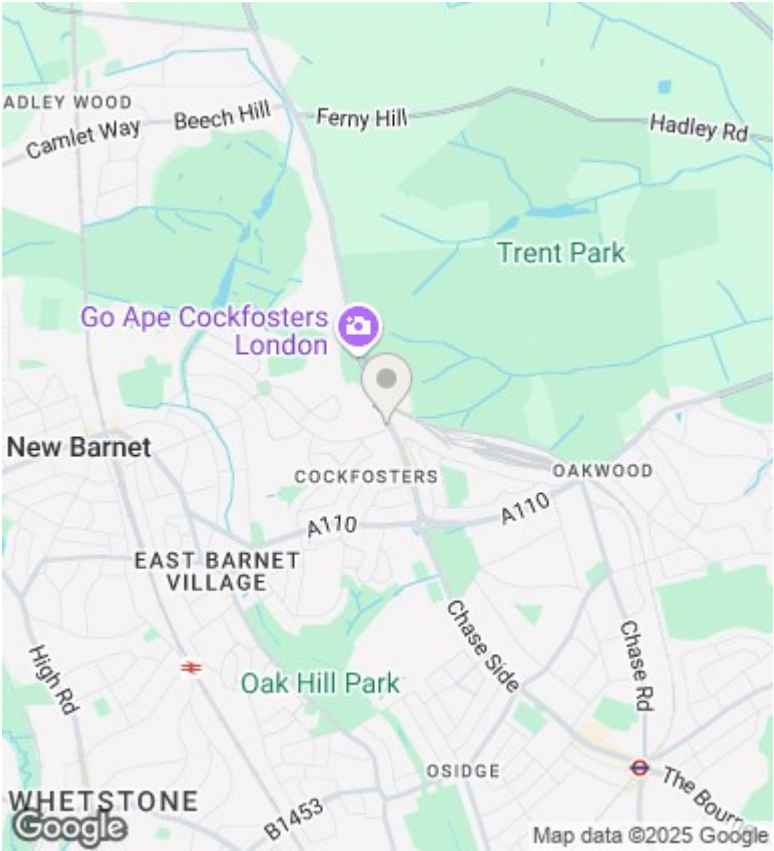 ADLEY WOOD
Camlet Way
Beech Hill
Ferny Hill
Hadley Rd
Trent Park
Go Ape Cockfosters
London
New Barnet
COCKFOSTERS
OAKWOOD
A110
A110
EAST BARNET
VILLAGE
Chase Side
Chase Rd
High Rd
Oak Hill Park
OSIDGE
The Bourne
WHETSTONE
B1453
Google
Map data ©2025 Google